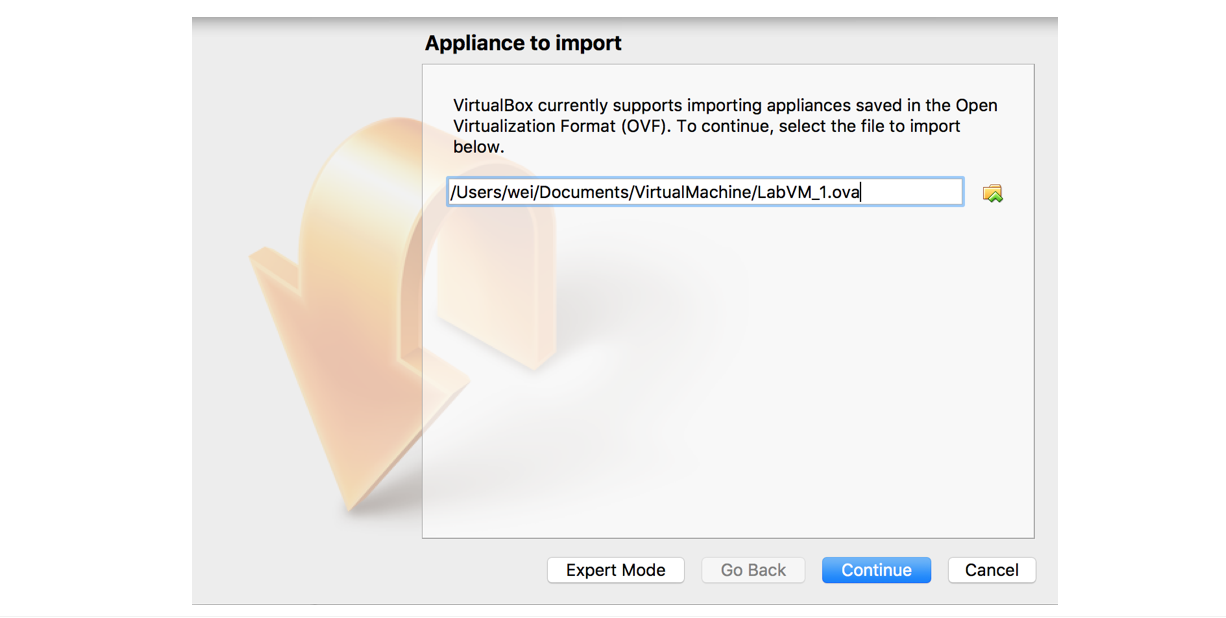 Appliance to import
VirtualBox currently supports importing appliances saved in the Open
Virtualization Format (OVF). To continue, select the file to import
below.
/Users/wei/Documents/VirtualMachine/LabVM_1.ova
Expert Mode
Go Back
Continue
Cancel